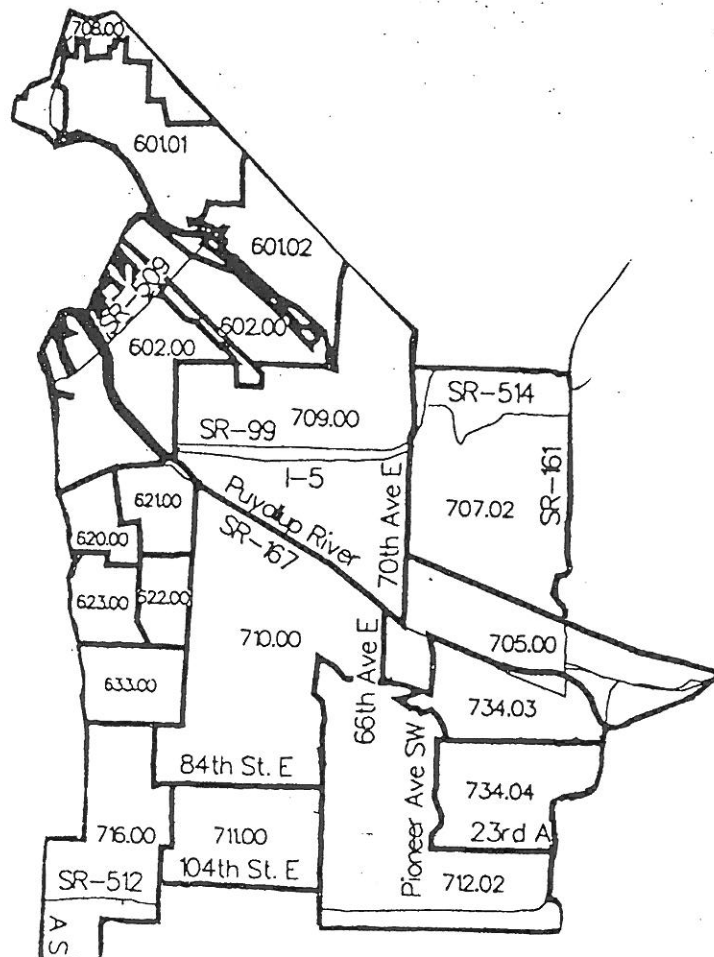 708.00
601.01
601.02
SR-509
602.00
602.00
SR-514
SR-99
709.00
I-5
SR-161
707.02
70th Ave E
621.00
Puyallup River
SR-167
620.00
623.00
622.00
710.00
705.00
66th Ave E
633.00
734.03
84th St. E
Pioneer Ave SW
734.04
716.00
711.00
23rd A
104th St. E
SR-512
712.02
A S